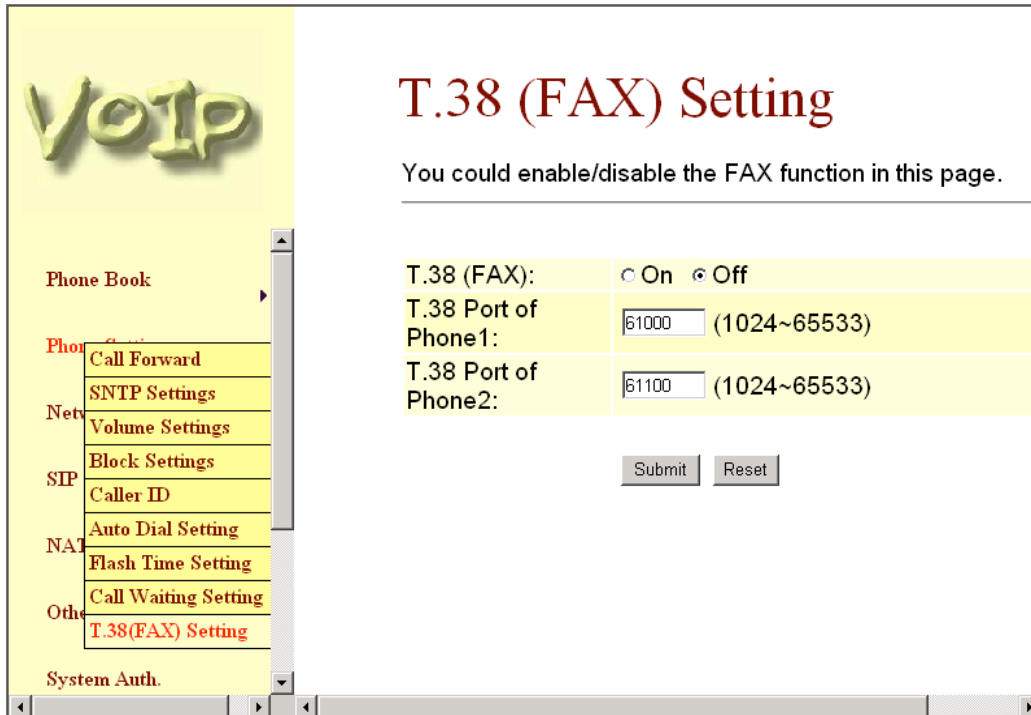 VoIP
T.38 (FAX) Setting
You could enable/disable the FAX function in this page.
Phone Book
Phone
Call Forward
SNTP Settings
Volume Settings
Block Settings
SIP
Caller ID
Auto Dial Setting
NAT
Flash Time Setting
Call Waiting Setting
T.38(FAX) Setting
System Auth.
T.38 (FAX):
On Off
T.38 Port of
Phone1:
61000 (1024~65533)
T.38 Port of
Phone2:
61100 (1024~65533)
Submit Reset